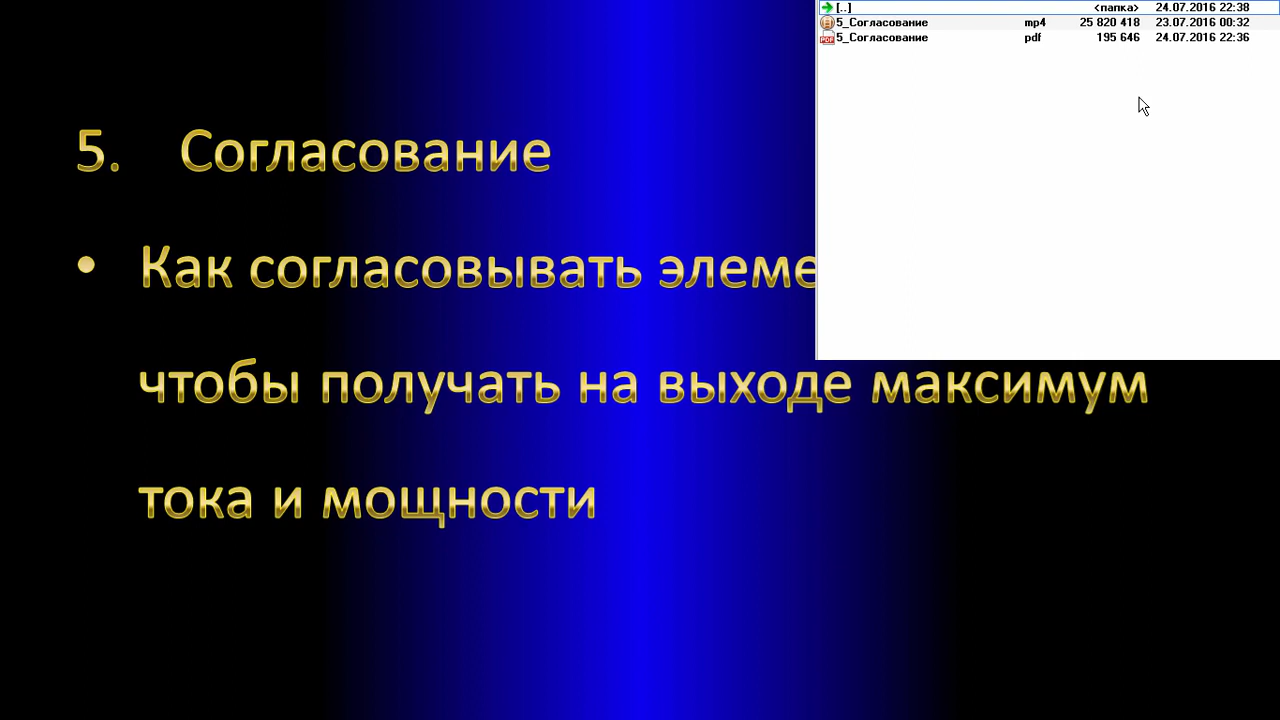 [..] <папка> 24.07.2016 22:38
5_Согласование mp4 25 820 418 23.07.2016 00:32
PDF 5_Согласование pdf 195 646 24.07.2016 22:36
5. Согласование
• Как согласовывать элеме
чтобы получать на выходе максимум
тока и мощности